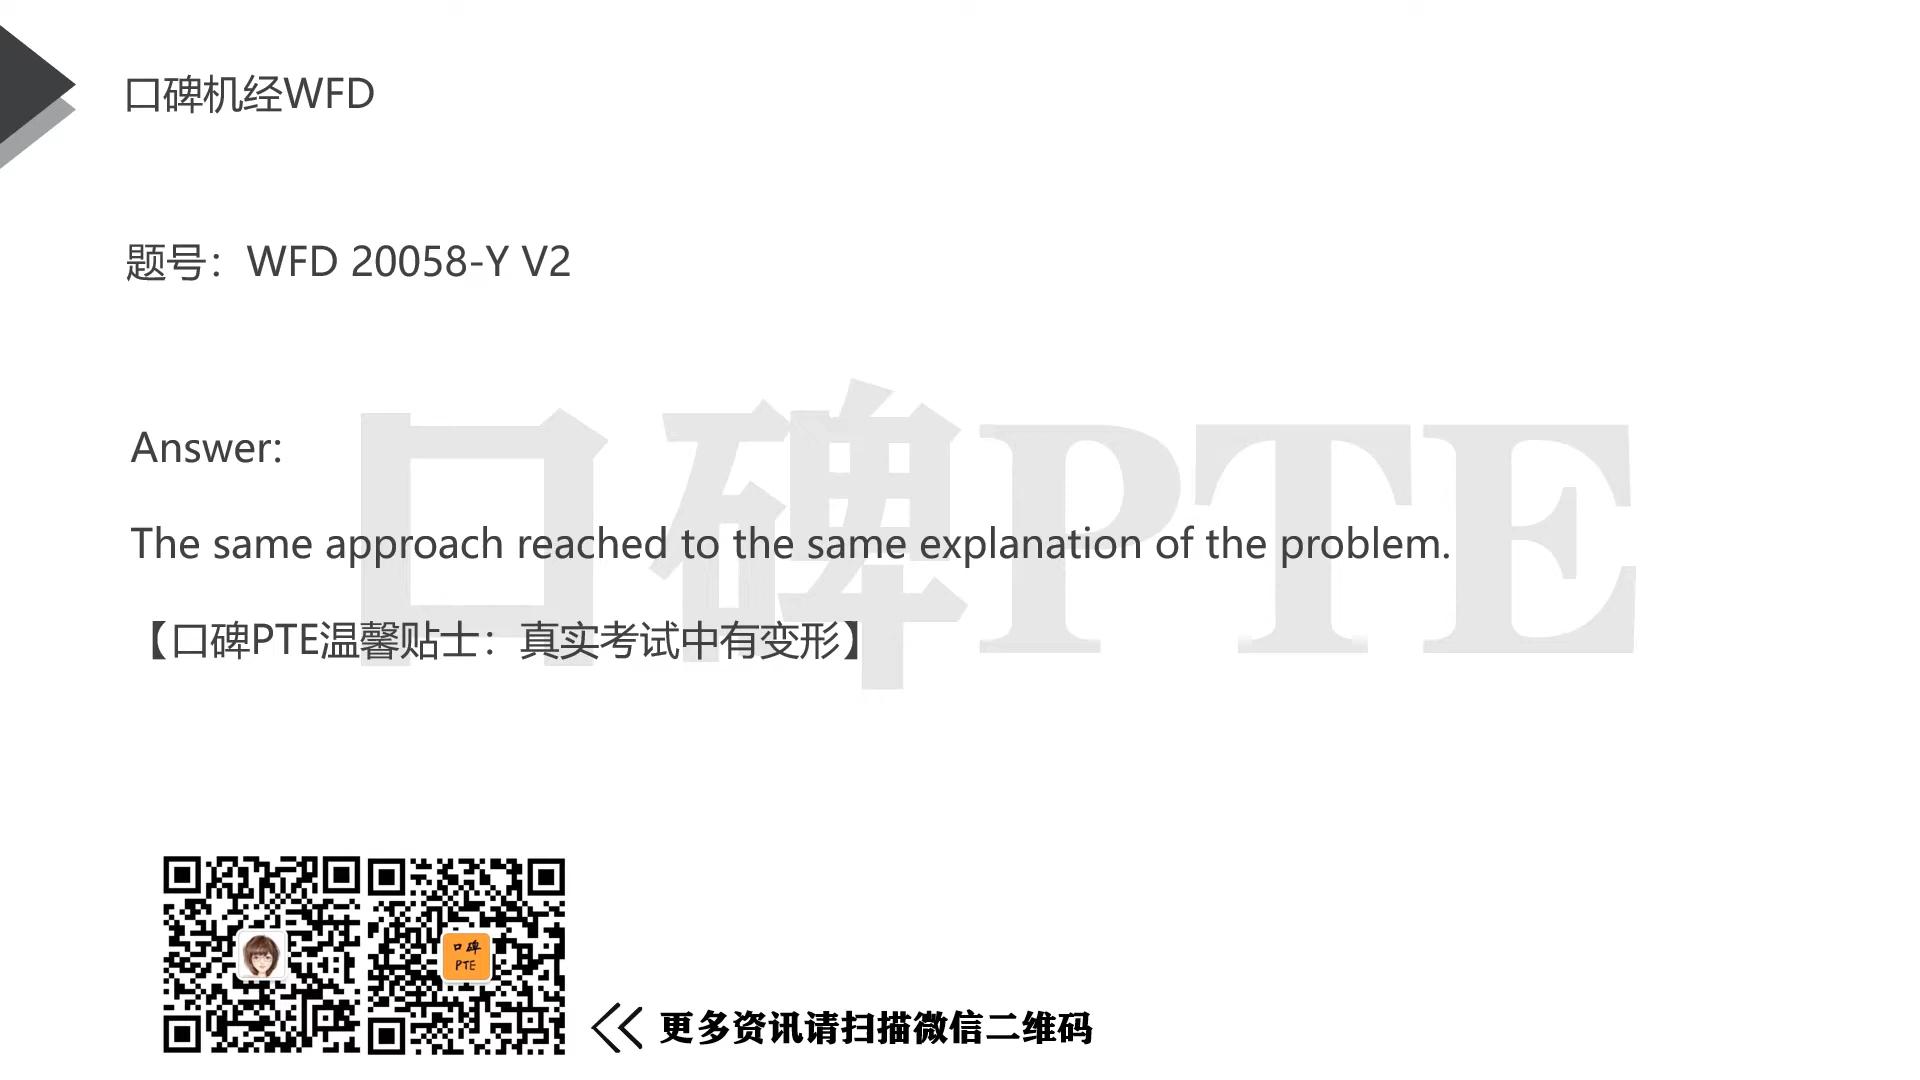 口碑机经WFD
题号：WFD 20058-Y V2
口碑PTE
Answer:
The same approach reached to the same explanation of the problem.
【口碑PTE温馨贴士：真实考试中有变形】
口碑
PTE
更多资讯请扫描微信二维码